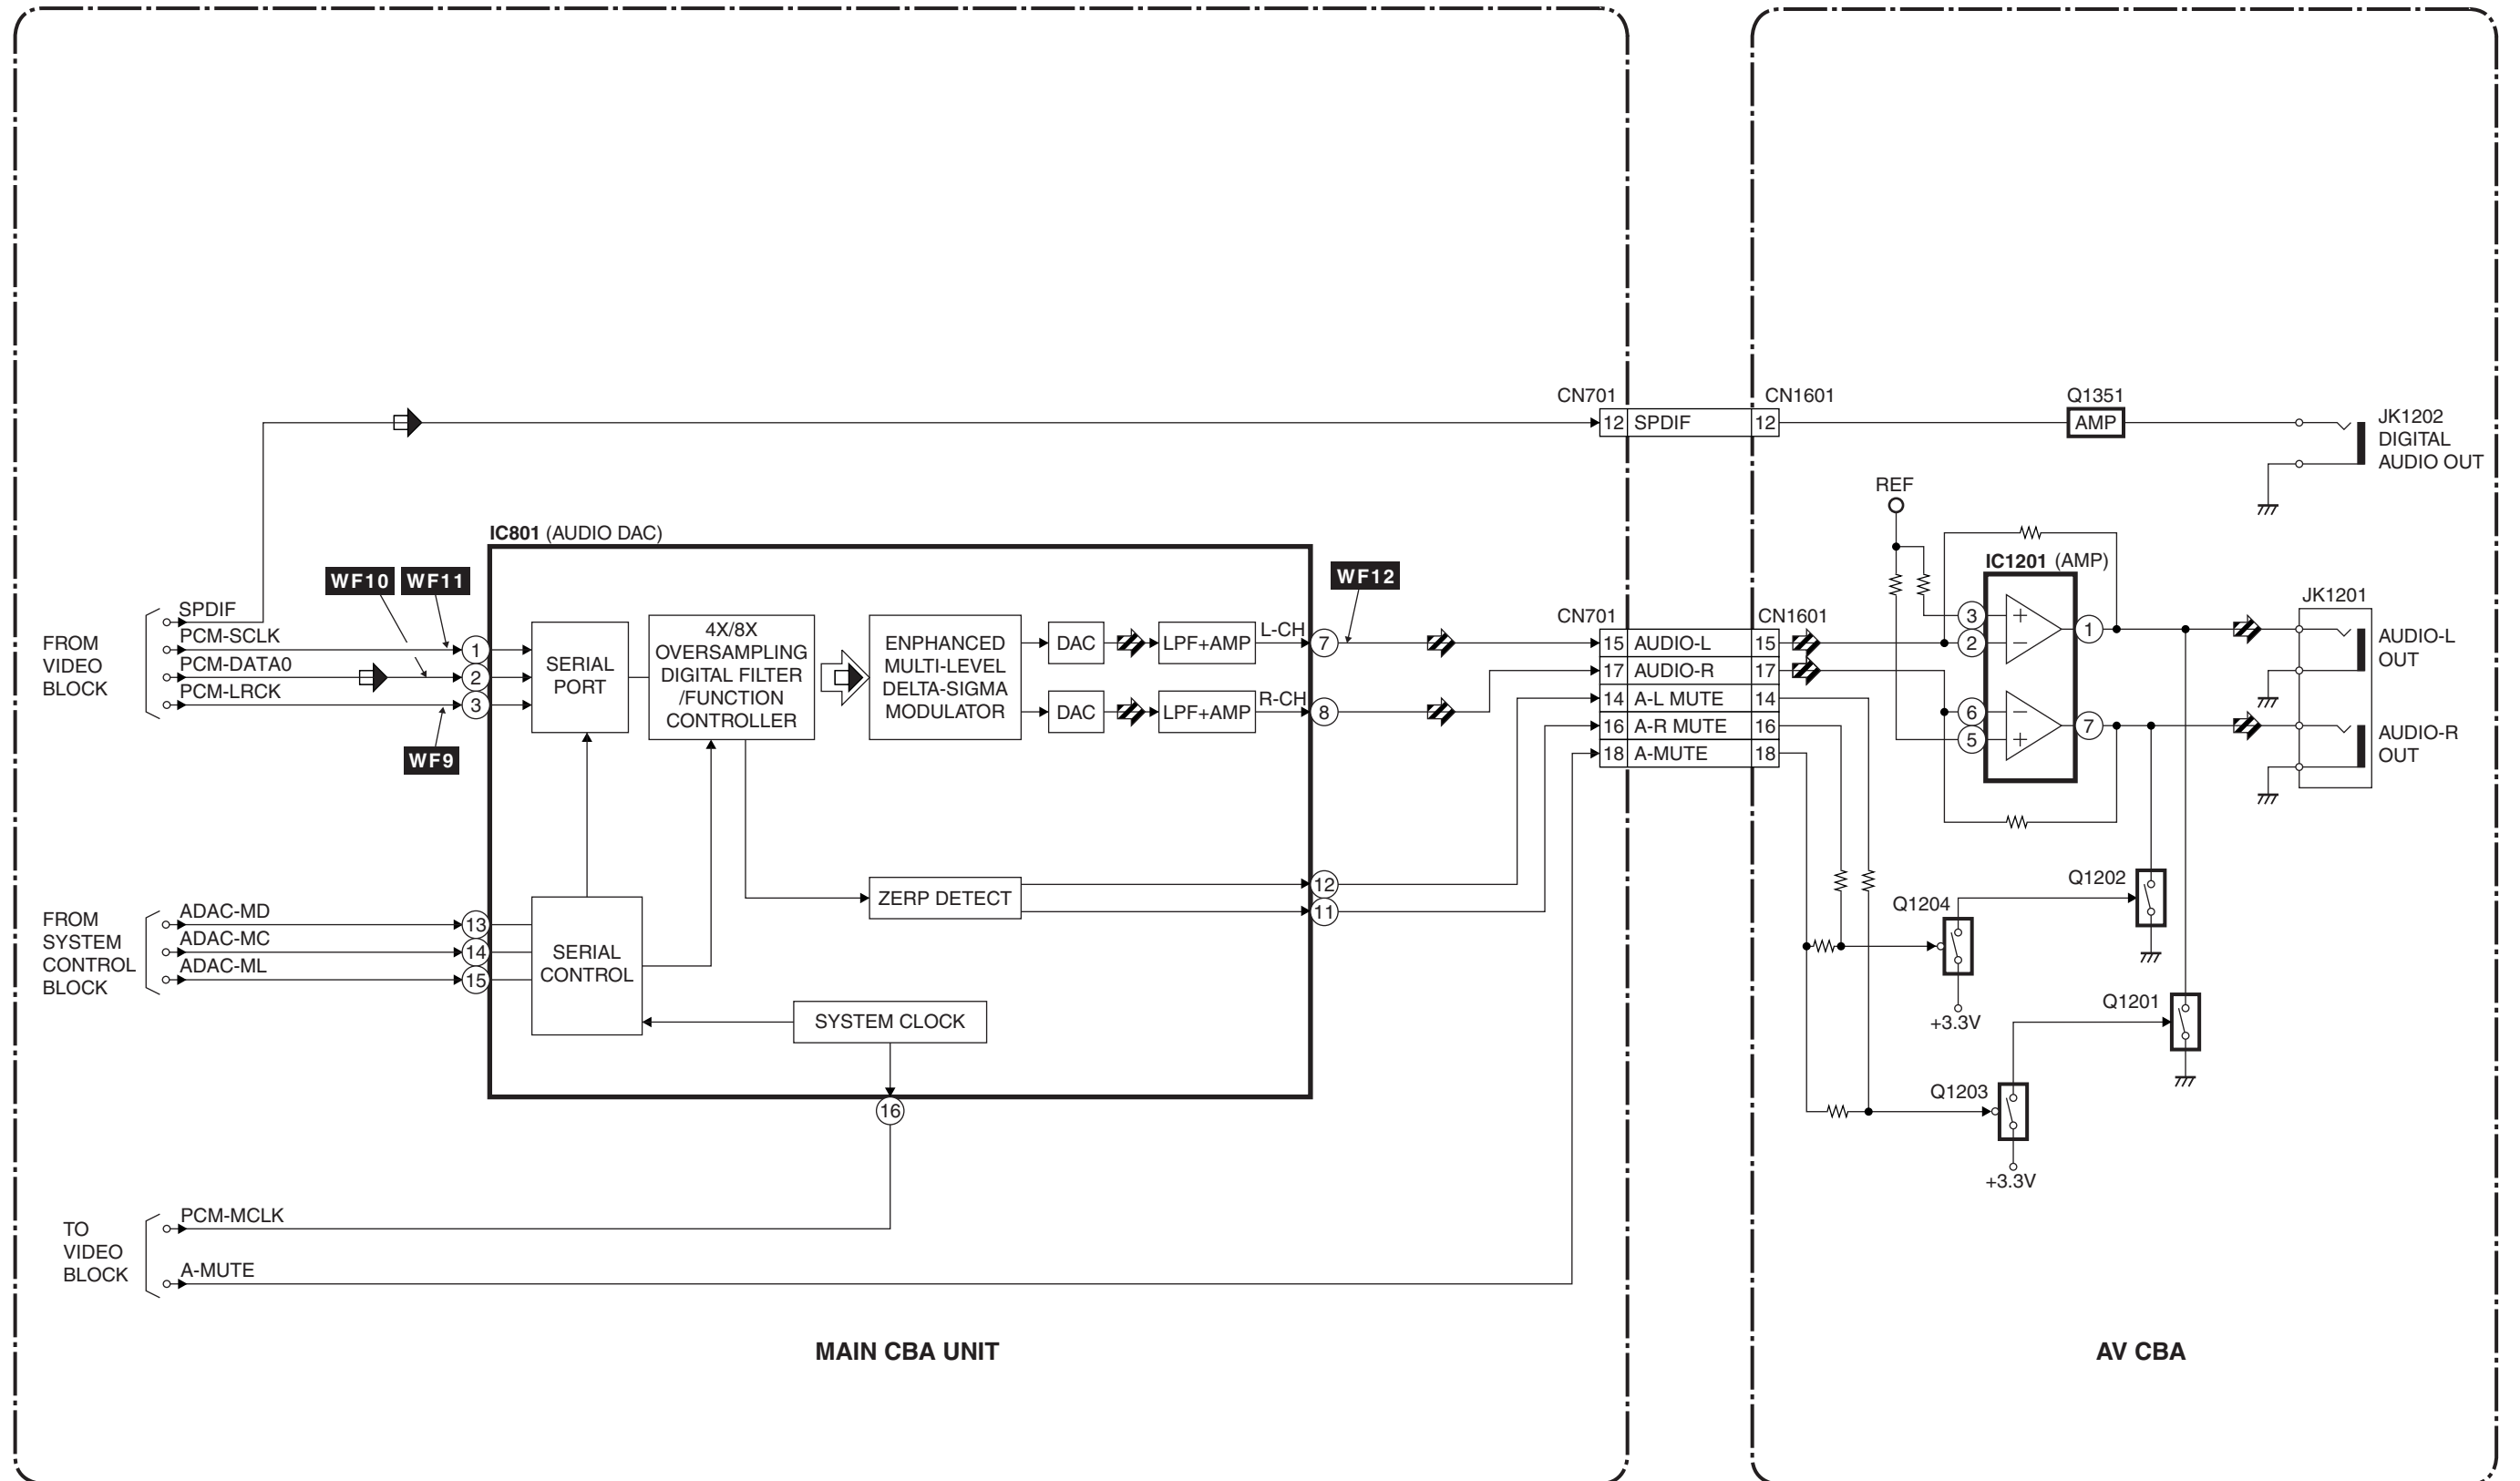 CN701
CN1601
Q1351
12 SPDIF 12
AMP
JK1202
DIGITAL
AUDIO OUT
REF
IC801 (AUDIO DAC)
IC1201 (AMP)
WF10
WF11
WF12
FROM
VIDEO
BLOCK
SPDIF
PCM-SCLK
PCM-DATA0
PCM-LRCK
1
2
3
WF9
SERIAL
PORT
4X/8X
OVERSAMPLING
DIGITAL FILTER
/FUNCTION
CONTROLLER
ENPHANCED
MULTI-LEVEL
DELTA-SIGMA
MODULATOR
DAC
LPF+AMP
L-CH
7
DAC
LPF+AMP
R-CH
8
CN701
CN1601
15 AUDIO-L 15
17 AUDIO-R 17
14 A-L MUTE 14
16 A-R MUTE 16
18 A-MUTE 18
3
+
2
−
1
6
−
5
+
7
JK1201
AUDIO-L
OUT
AUDIO-R
OUT
FROM
SYSTEM
CONTROL
BLOCK
ADAC-MD
ADAC-MC
ADAC-ML
13
14
15
SERIAL
CONTROL
ZERP DETECT
12
11
SYSTEM CLOCK
16
Q1202
Q1204
+3.3V
Q1201
Q1203
+3.3V
TO
VIDEO
BLOCK
PCM-MCLK
A-MUTE
MAIN CBA UNIT
AV CBA